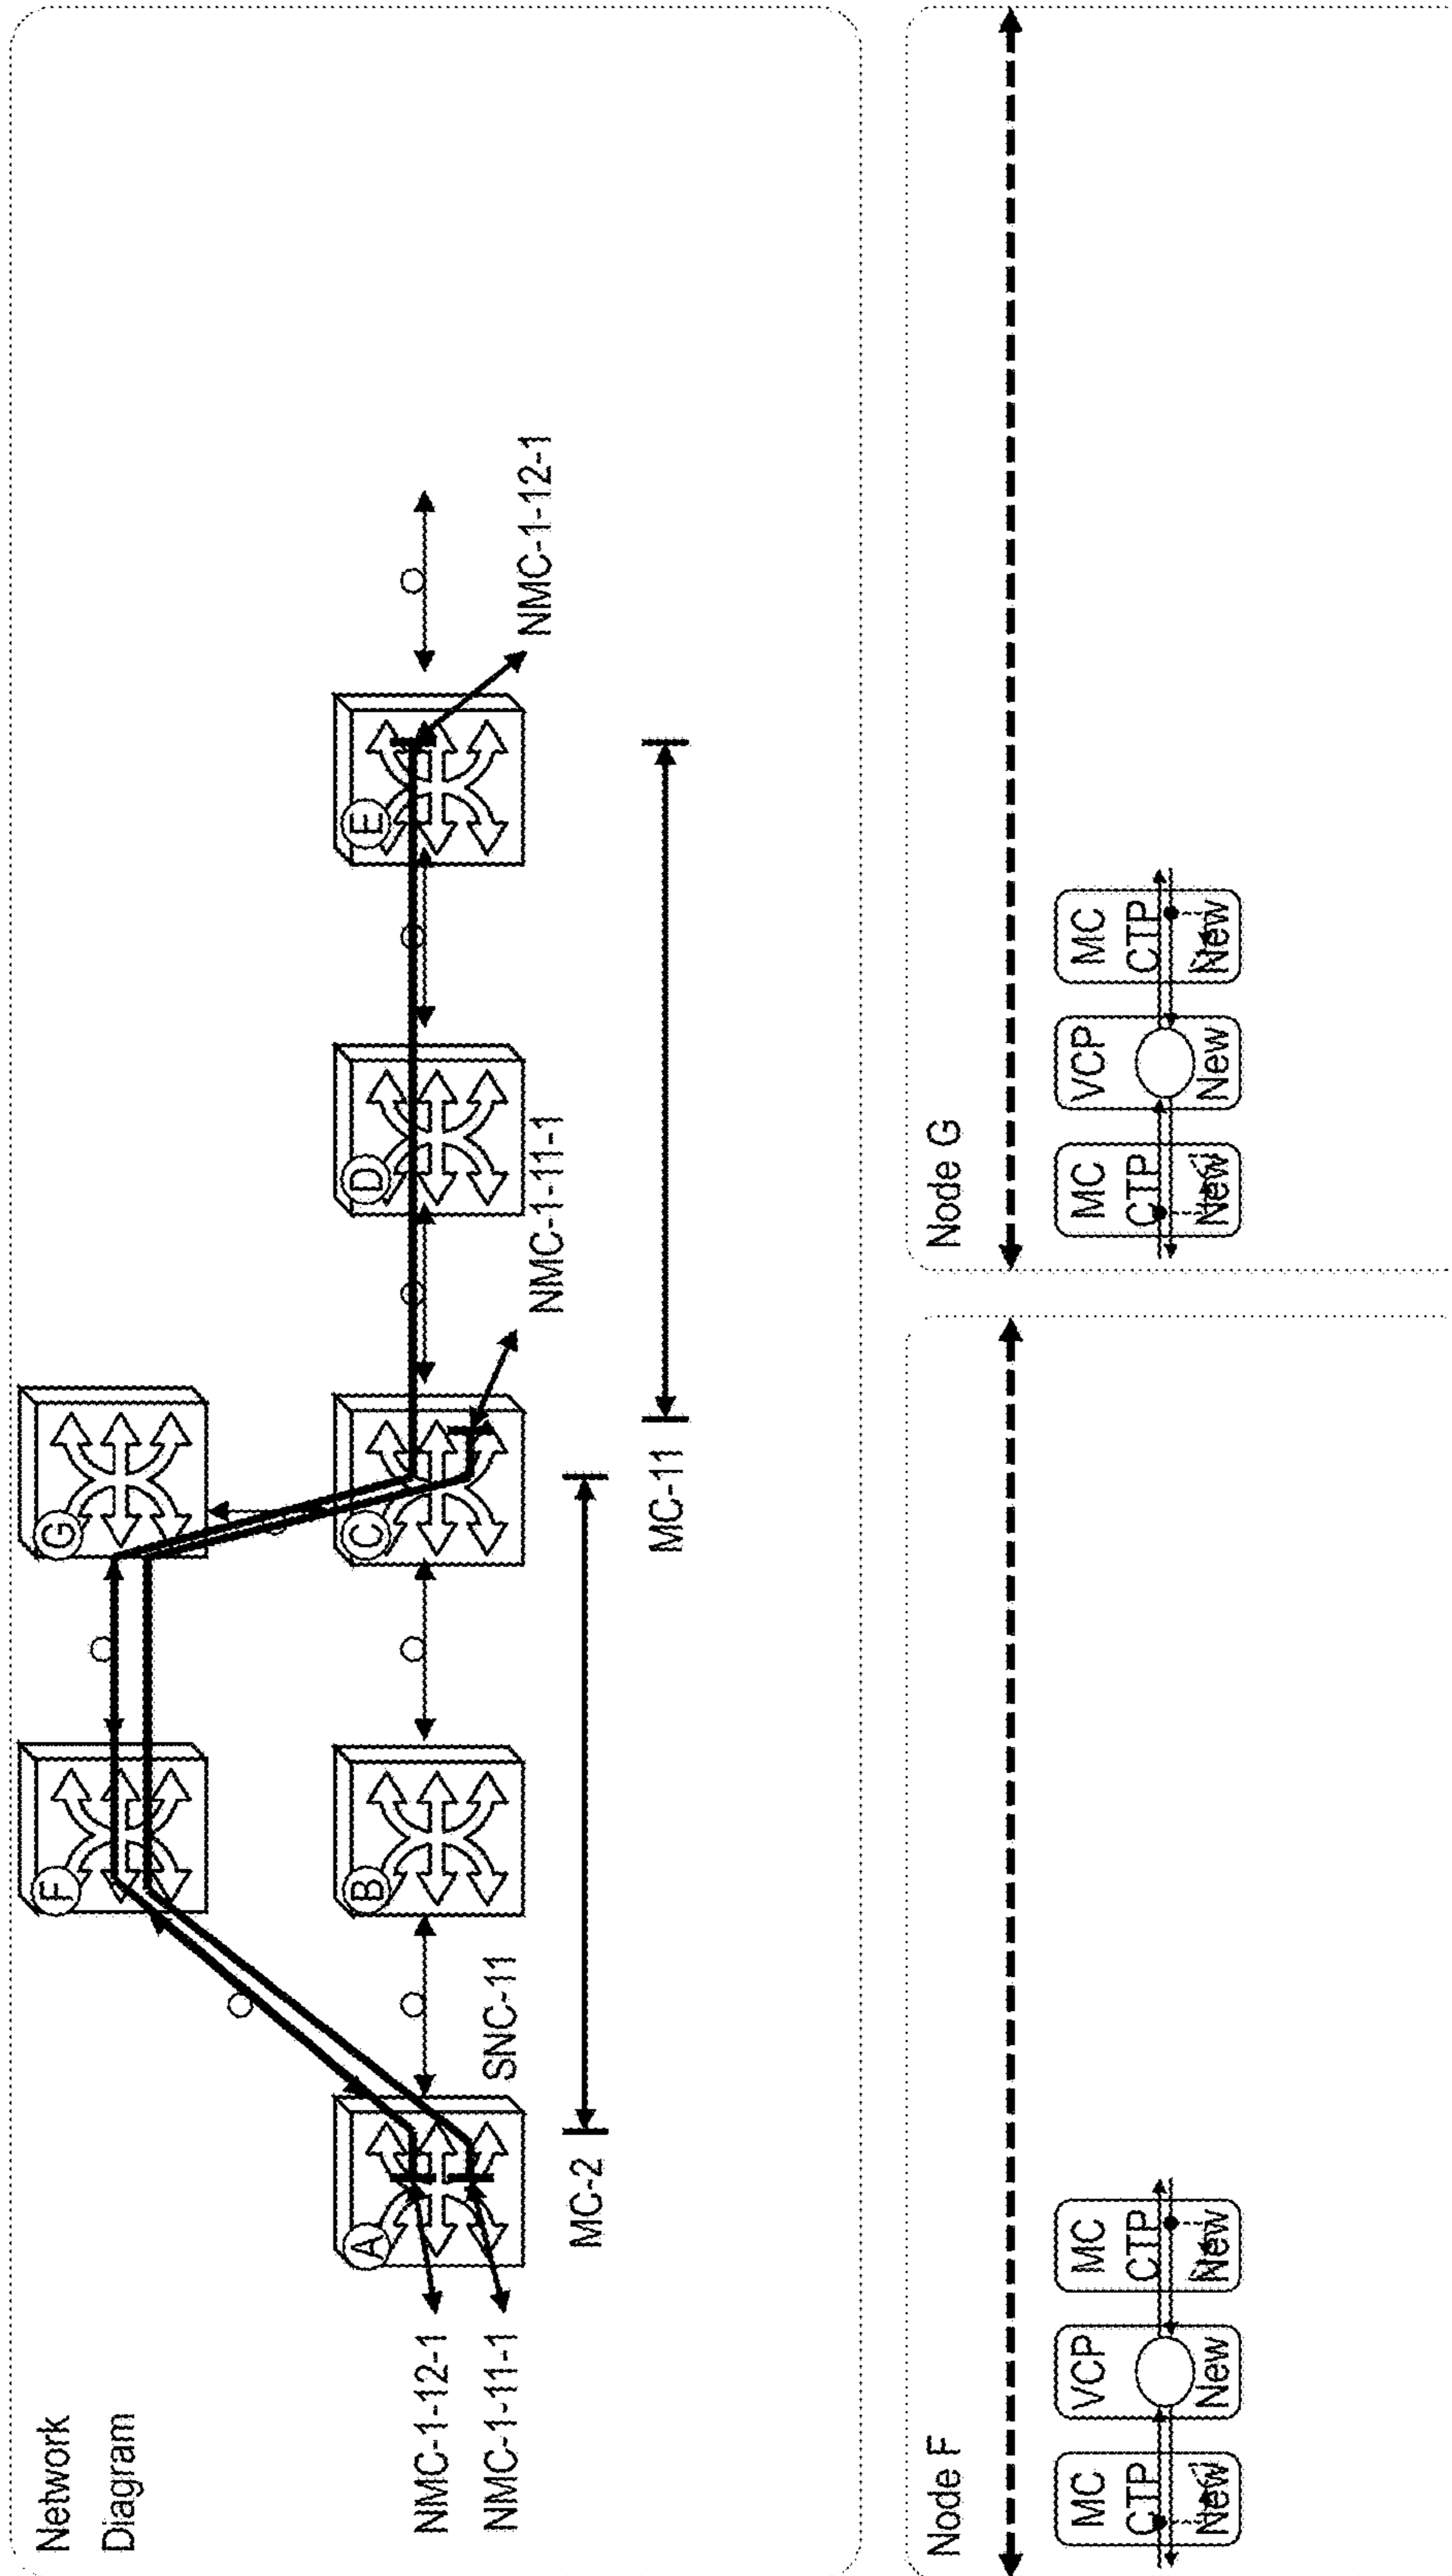 Network
Diagram
F
G
A
B
C
D
E
NMC-1-12-1
NMC-1-11-1
SNC-11
NMC-1-11-1
NMC-1-12-1
MC-2
MC-11
Node F
MC
CTP
New
VCP
New
MC
CTP
New
Node G
MC
CTP
New
VCP
New
MC
CTP
New